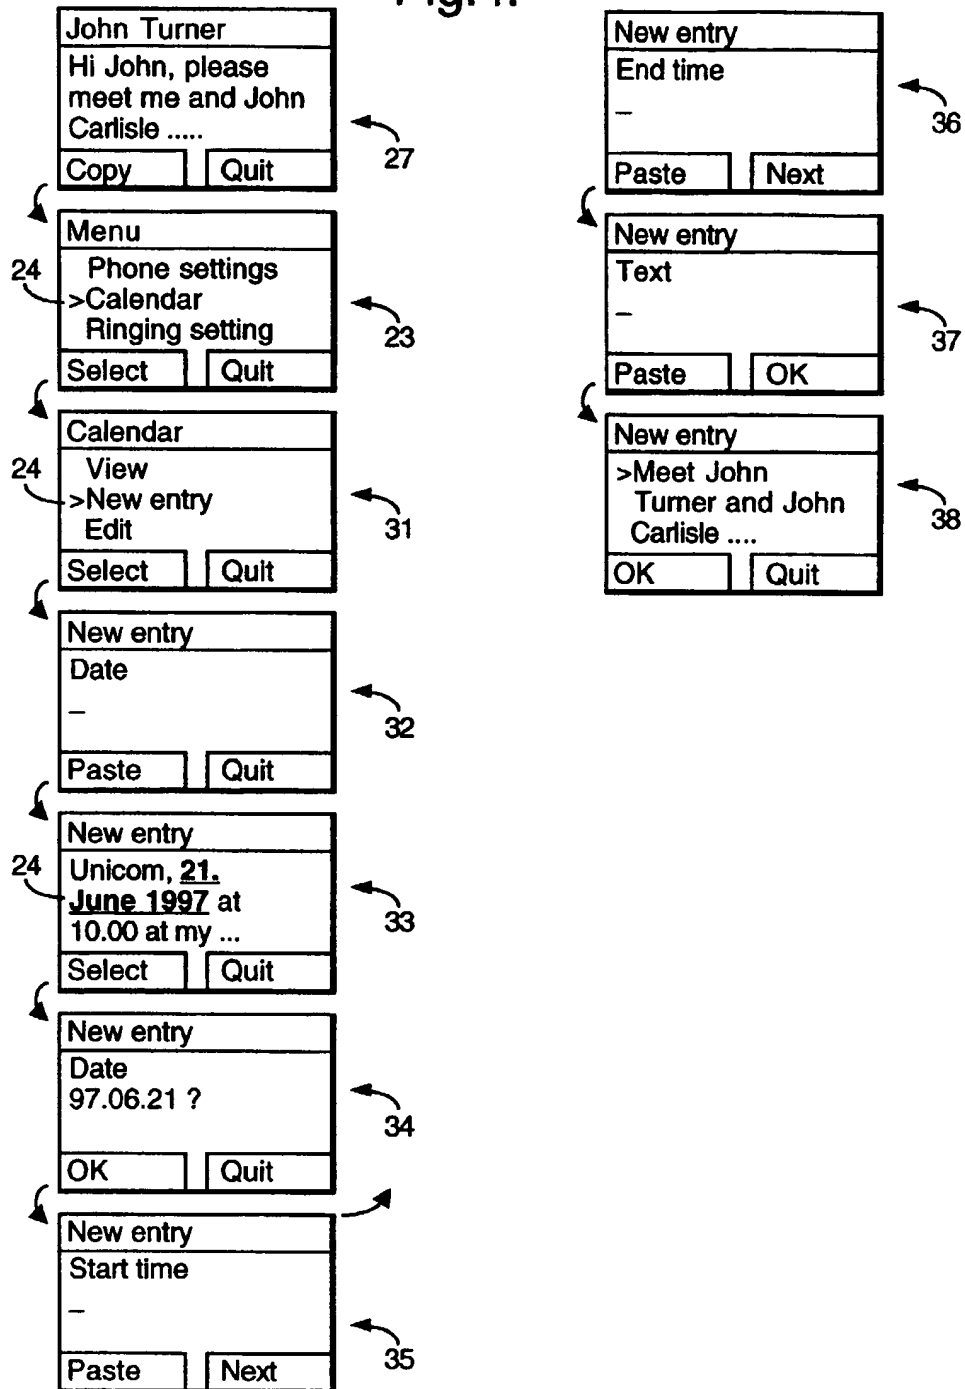 John Turner
Hi John, please
meet me and John
Carlisle .....
Copy Quit
27
Menu
Phone settings
24 >Calendar
Ringing setting
23
Select Quit
Calendar
View
24 >New entry
Edit
31
Select Quit
New entry
Date
_
32
Paste Quit
New entry
24 Unicom, 21.
June 1997 at
10.00 at my ...
33
Select Quit
New entry
Date
97.06.21 ?
34
OK Quit
New entry
Start time
_
35
Paste Next
New entry
End time
_
36
Paste Next
New entry
Text
_
37
Paste OK
New entry
>Meet John
Turner and John
Carlisle ....
38
OK Quit